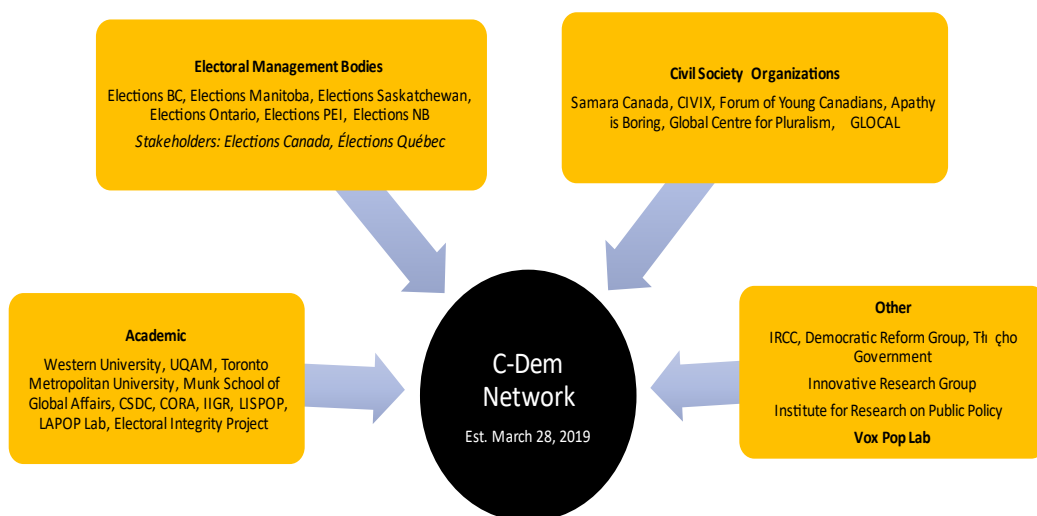 Electoral Management Bodies
Elections BC, Elections Manitoba, Elections Saskatchewan,
Elections Ontario, Elections PEI, Elections NB
Stakeholders: Elections Canada, Élections Québec
Civil Society Organizations
Samara Canada, CIVIX, Forum of Young Canadians, Apathy
is Boring, Global Centre for Pluralism, GLOCAL
Academic
Western University, UQAM, Toronto
Metropolitan University, Munk School of
Global Affairs, CSDC, CORA, IIGR, LISPOP,
LAPOP Lab, Electoral Integrity Project
C-Dem
Network
Est. March 28, 2019
Other
IRCC, Democratic Reform Group,
Government
Innovative Research Group
Institute for Research on Public Policy
Vox Pop Lab